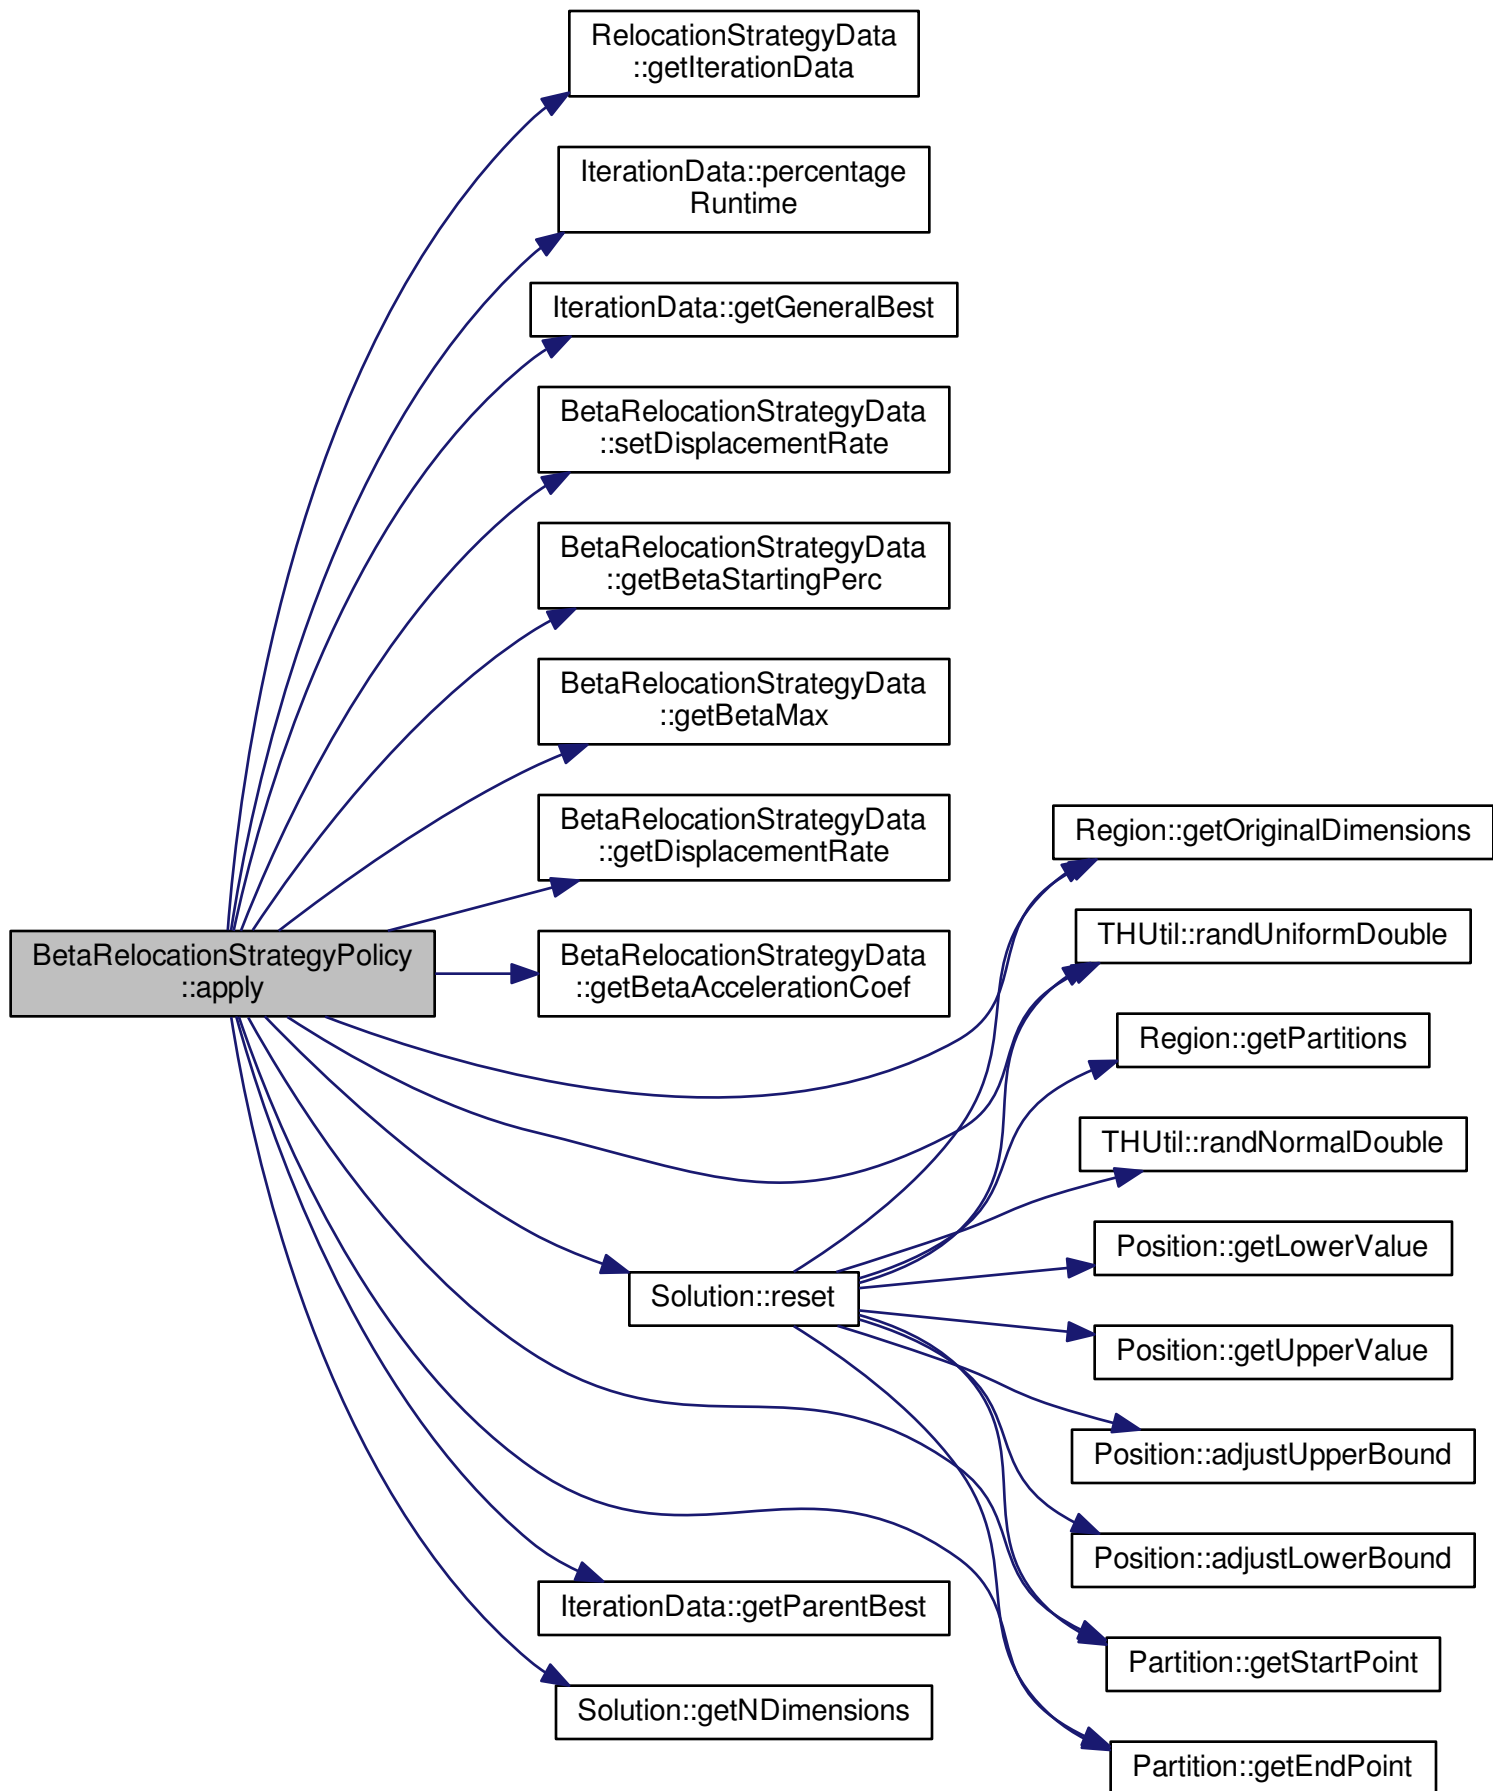 RelocationStrategyData
::getIterationData
IterationData::percentage
Runtime
IterationData::getGeneralBest
BetaRelocationStrategyData
::setDisplacementRate
BetaRelocationStrategyData
::getBetaStartingPerc
BetaRelocationStrategyData
::getBetaMax
BetaRelocationStrategyData
::getDisplacementRate
BetaRelocationStrategyPolicy
::apply
BetaRelocationStrategyData
::getBetaAccelerationCoef
Region::getOriginalDimensions
THUtil::randUniformDouble
Region::getPartitions
THUtil::randNormalDouble
Position::getLowerValue
Solution::reset
Position::getUpperValue
Position::adjustUpperBound
Position::adjustLowerBound
IterationData::getParentBest
Partition::getStartPoint
Solution::getNDimensions
Partition::getEndPoint